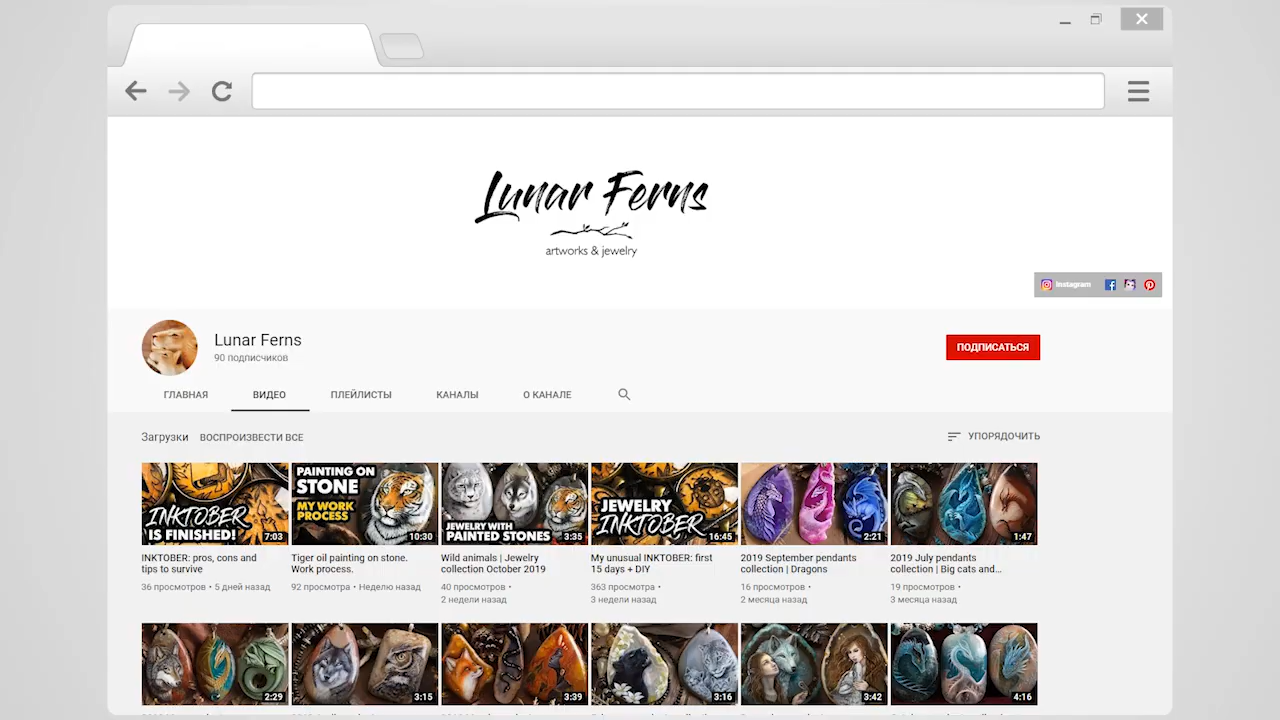 Lunar Ferns
artworks & jewelry
Instagram
Lunar Ferns
90 подписчиков
ПОДПИСАТЬСЯ
ГЛАВНАЯ ВИДЕО ПЛЕЙЛИСТЫ КАНАЛЫ О КАНАЛЕ
Загрузки ВОСПРОИЗВЕСТИ ВСЕ УПОРЯДОЧИТЬ
INKTOBER
IS FINISHED!
7:03
PAINTING ON
STONE
MY WORK
PROCESS
10:30
JEWELRY WITH
PAINTED STONES
3:35
JEWELRY
INKTOBER
16:45
2:21
1:47
INKTOBER: pros, cons and
tips to survive
36 просмотров • 5 дней назад
Tiger oil painting on stone.
Work process.
92 просмотра • Неделю назад
Wild animals | Jewelry
collection October 2019
40 просмотров •
2 недели назад
My unusual INKTOBER: first
15 days + DIY
363 просмотра •
3 недели назад
2019 September pendants
collection | Dragons
16 просмотров •
2 месяца назад
2019 July pendants
collection | Big cats and...
19 просмотров •
3 месяца назад
2:29
3:15
3:39
3:16
3:42
4:16